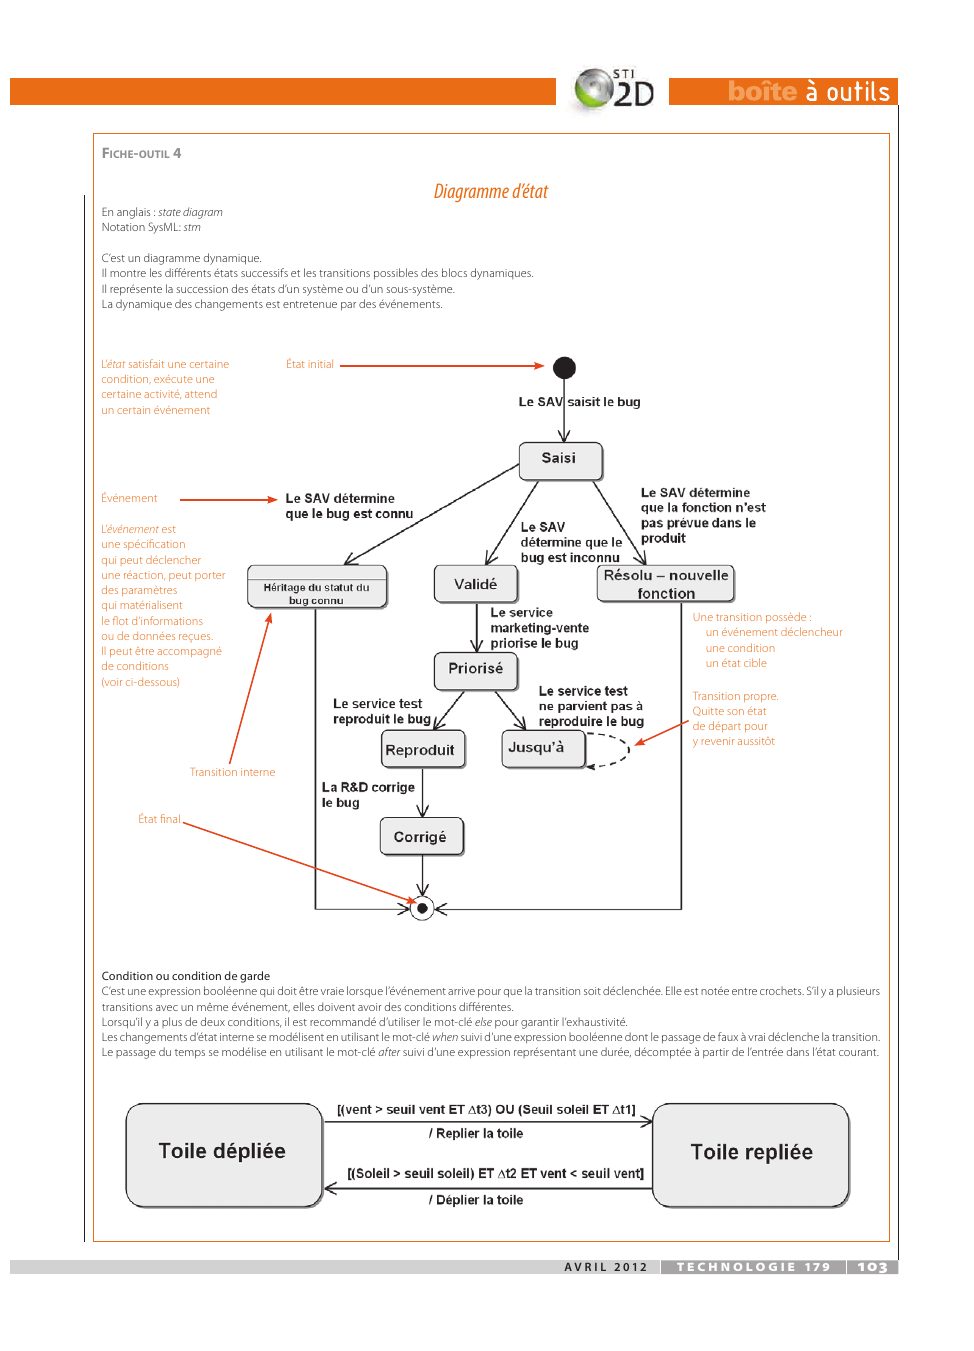 STI
2D
boîte à outils
FICHE-OUTIL 4
Diagramme d'état
En anglais : state diagram
Notation SysML: stm
C'est un diagramme dynamique.
Il montre les différents états successifs et les transitions possibles des blocs dynamiques.
Il représente la succession des états d'un système ou d'un sous-système.
La dynamique des changements est entretenue par des événements.
L'état satisfait une certaine
condition, exécute une
certaine activité, attend
un certain événement
État initial
Le SAV saisit le bug
Saisi
Événement
Le SAV détermine
que le bug est connu
Le SAV
détermine que le
bug est inconnu
Le SAV détermine
que la fonction n'est
pas prévue dans le
produit
L'événement est
une spécification
qui peut déclencher
une réaction, peut porter
des paramètres
qui matérialisent
le flot d'informations
ou de données reçues.
Il peut être accompagné
de conditions
(voir ci-dessous)
Héritage du statut du
bug connu
Validé
Résolu – nouvelle
fonction
Le service
marketing-vente
priorise le bug
Une transition possède :
un événement déclencheur
une condition
un état cible
Priorisé
Le service test
reproduit le bug
Le service test
ne parvient pas à
reproduire le bug
Transition propre.
Quitte son état
de départ pour
y revenir aussitôt
Reproduit
Jusqu'à
Transition interne
La R&D corrige
le bug
État final
Corrigé
Condition ou condition de garde
C'est une expression booléenne qui doit être vraie lorsque l'événement arrive pour que la transition soit déclenchée. Elle est notée entre crochets. S'il y a plusieurs
transitions avec un même événement, elles doivent avoir des conditions différentes.
Lorsqu'il y a plus de deux conditions, il est recommandé d'utiliser le mot-clé else pour garantir l'exhaustivité.
Les changements d'état interne se modélisent en utilisant le mot-clé when suivi d'une expression booléenne dont le passage de faux à vrai déclenche la transition.
Le passage du temps se modélise en utilisant le mot-clé after suivi d'une expression représentant une durée, décomptée à partir de l'entrée dans l'état courant.
[(vent > seuil vent ET Δt3) OU (Seuil soleil ET Δt1]
/ Replier la toile
Toile dépliée
Toile repliée
[(Soleil > seuil soleil) ET Δt2 ET vent < seuil vent]
/ Déplier la toile
AVRIL 2012 TECHNOLOGIE 179 103